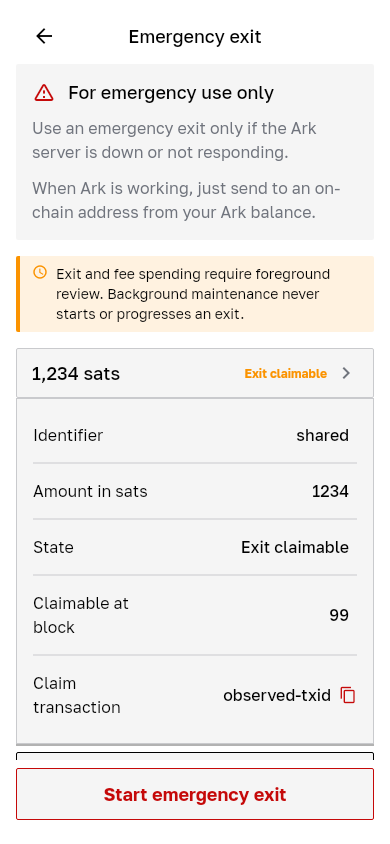 Emergency exit
For emergency use only
Use an emergency exit only if the Ark
server is down or not responding.
When Ark is working, just send to an on-
chain address from your Ark balance.
Exit and fee spending require foreground
review. Background maintenance never
starts or progresses an exit.
1,234 sats Exit claimable
Identifier shared
Amount in sats 1234
State Exit claimable
Claimable at
block 99
Claim
transaction observed-txid
Start emergency exit